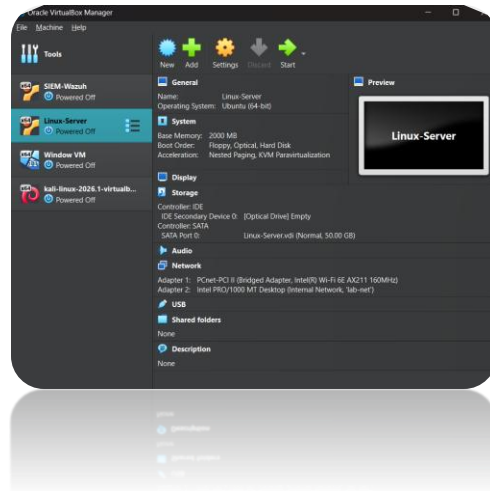 Oracle VirtualBox Manager
File Machine Help
Tools
New Add Settings Discard Start
SIEM-Wazuh
Powered Off
Linux-Server
Powered Off
Window VM
Powered Off
kali-linux-2026.1-virtualb...
Powered Off
General
Name: Linux-Server
Operating System: Ubuntu (64-bit)
System
Base Memory: 2000 MB
Boot Order: Floppy, Optical, Hard Disk
Acceleration: Nested Paging, KVM Paravirtualization
Display
Storage
Controller: IDE
IDE Secondary Device 0: [Optical Drive] Empty
Controller: SATA
SATA Port 0: Linux-Server.vdi (Normal, 50.00 GB)
Audio
Network
Adapter 1: PCnet-PCI II (Bridged Adapter, Intel(R) Wi-Fi 6E AX211 160MHz)
Adapter 2: Intel PRO/1000 MT Desktop (Internal Network, 'lab-net')
USB
Shared folders
None
Description
None
Preview
Linux-Server